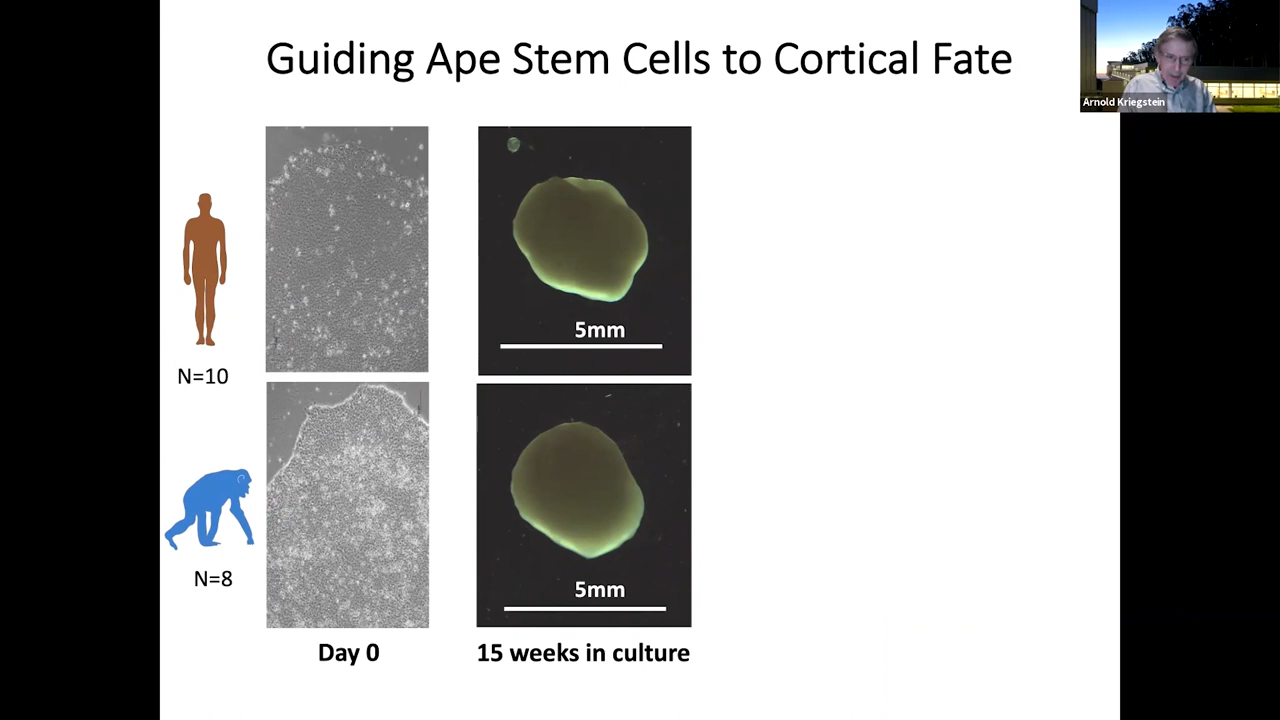 Guiding Ape Stem Cells to Cortical Fate
Arnold Kriegstein
5mm
N=10
5mm
N=8
Day 0
15 weeks in culture